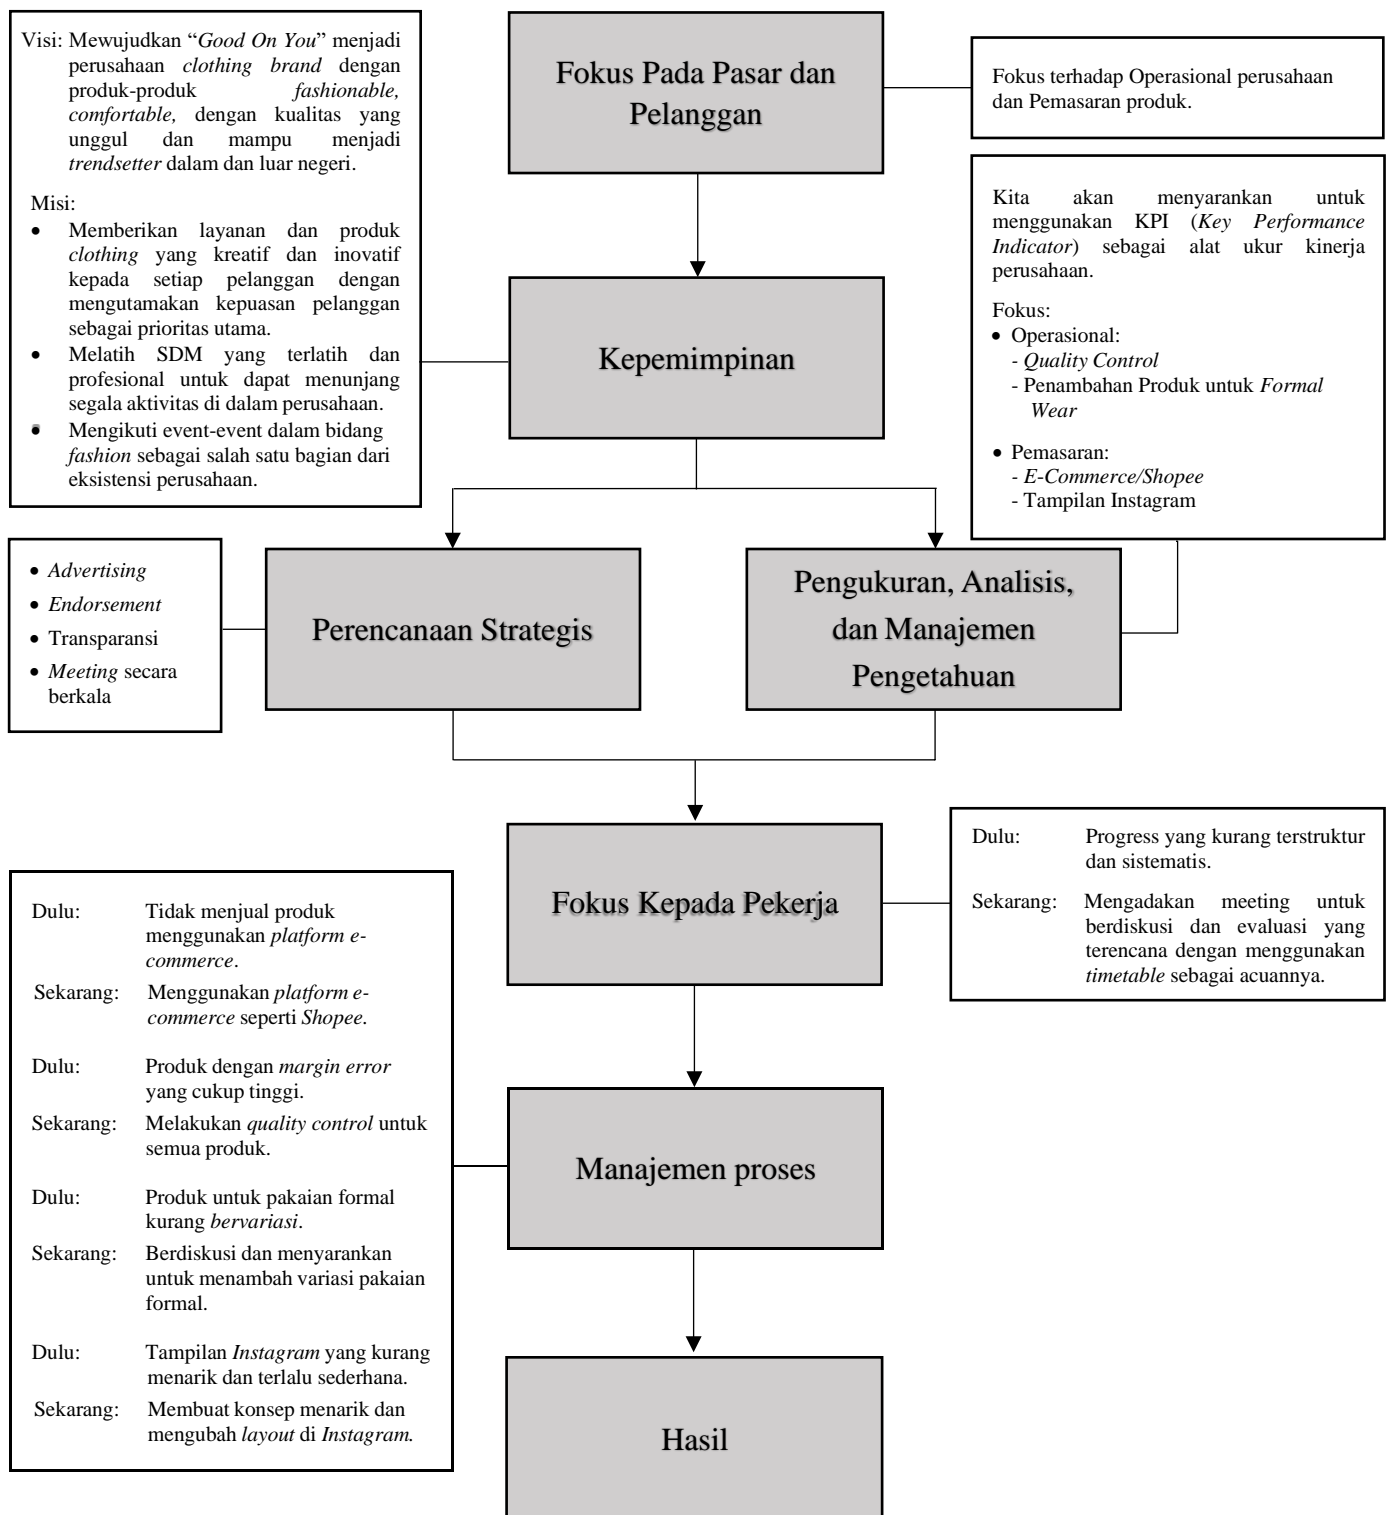 Visi: Mewujudkan “Good On You” menjadi
perusahaan clothing brand dengan
produk-produk fashionable,
comfortable, dengan kualitas yang
unggul dan mampu menjadi
trendsetter dalam dan luar negeri.
Misi:
• Memberikan layanan dan produk
clothing yang kreatif dan inovatif
kepada setiap pelanggan dengan
mengutamakan kepuasan pelanggan
sebagai prioritas utama.
• Melatih SDM yang terlatih dan
profesional untuk dapat menunjang
segala aktivitas di dalam perusahaan.
• Mengikuti event-event dalam bidang
fashion sebagai salah satu bagian dari
eksistensi perusahaan.
Fokus Pada Pasar dan
Pelanggan
Fokus terhadap Operasional perusahaan
dan Pemasaran produk.
Kepemimpinan
Kita akan menyarankan untuk
menggunakan KPI (Key Performance
Indicator) sebagai alat ukur kinerja
perusahaan.
Fokus:
• Operasional:
- Quality Control
- Penambahan Produk untuk Formal
Wear
• Pemasaran:
- E-Commerce/Shopee
- Tampilan Instagram
• Advertising
• Endorsement
• Transparansi
• Meeting secara
berkala
Perencanaan Strategis
Pengukuran, Analisis,
dan Manajemen
Pengetahuan
Fokus Kepada Pekerja
Dulu: Progress yang kurang terstruktur
dan sistematis.
Sekarang: Mengadakan meeting untuk
berdiskusi dan evaluasi yang
terencana dengan menggunakan
timetable sebagai acuannya.
Dulu: Tidak menjual produk
menggunakan platform e-
commerce.
Sekarang: Menggunakan platform e-
commerce seperti Shopee.
Dulu: Produk dengan margin error
yang cukup tinggi.
Sekarang: Melakukan quality control untuk
semua produk.
Dulu: Produk untuk pakaian formal
kurang bervariasi.
Sekarang: Berdiskusi dan menyarankan
untuk menambah variasi pakaian
formal.
Dulu: Tampilan Instagram yang kurang
menarik dan terlalu sederhana.
Sekarang: Membuat konsep menarik dan
mengubah layout di Instagram.
Manajemen proses
Hasil